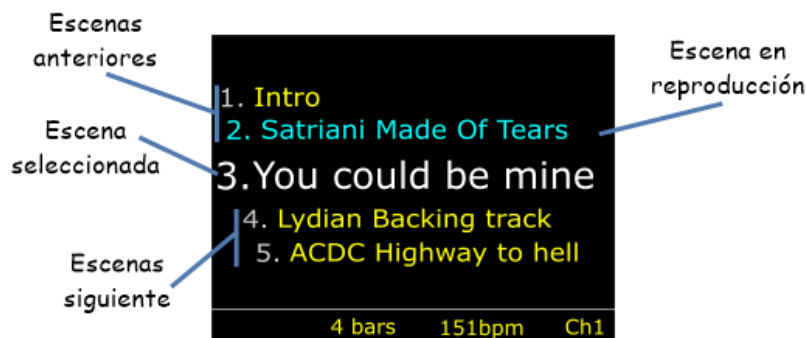 Escenas
anteriores
Escena
seleccionada
Escenas
siguiente
1. Intro
2. Satriani Made Of Tears
3.You could be mine
4. Lydian Backing track
5. ACDC Highway to hell
4 bars 151bpm Ch1
Escena en
reproducción